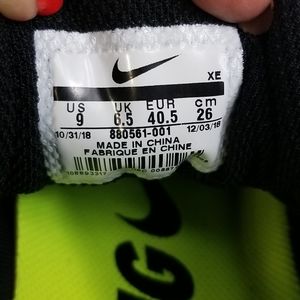 XE
US UK EUR cm
9 6.5 40.5 26
10/31/18 880561-001 12/03/18
MADE IN CHINA
FABRIQUE EN CHINE